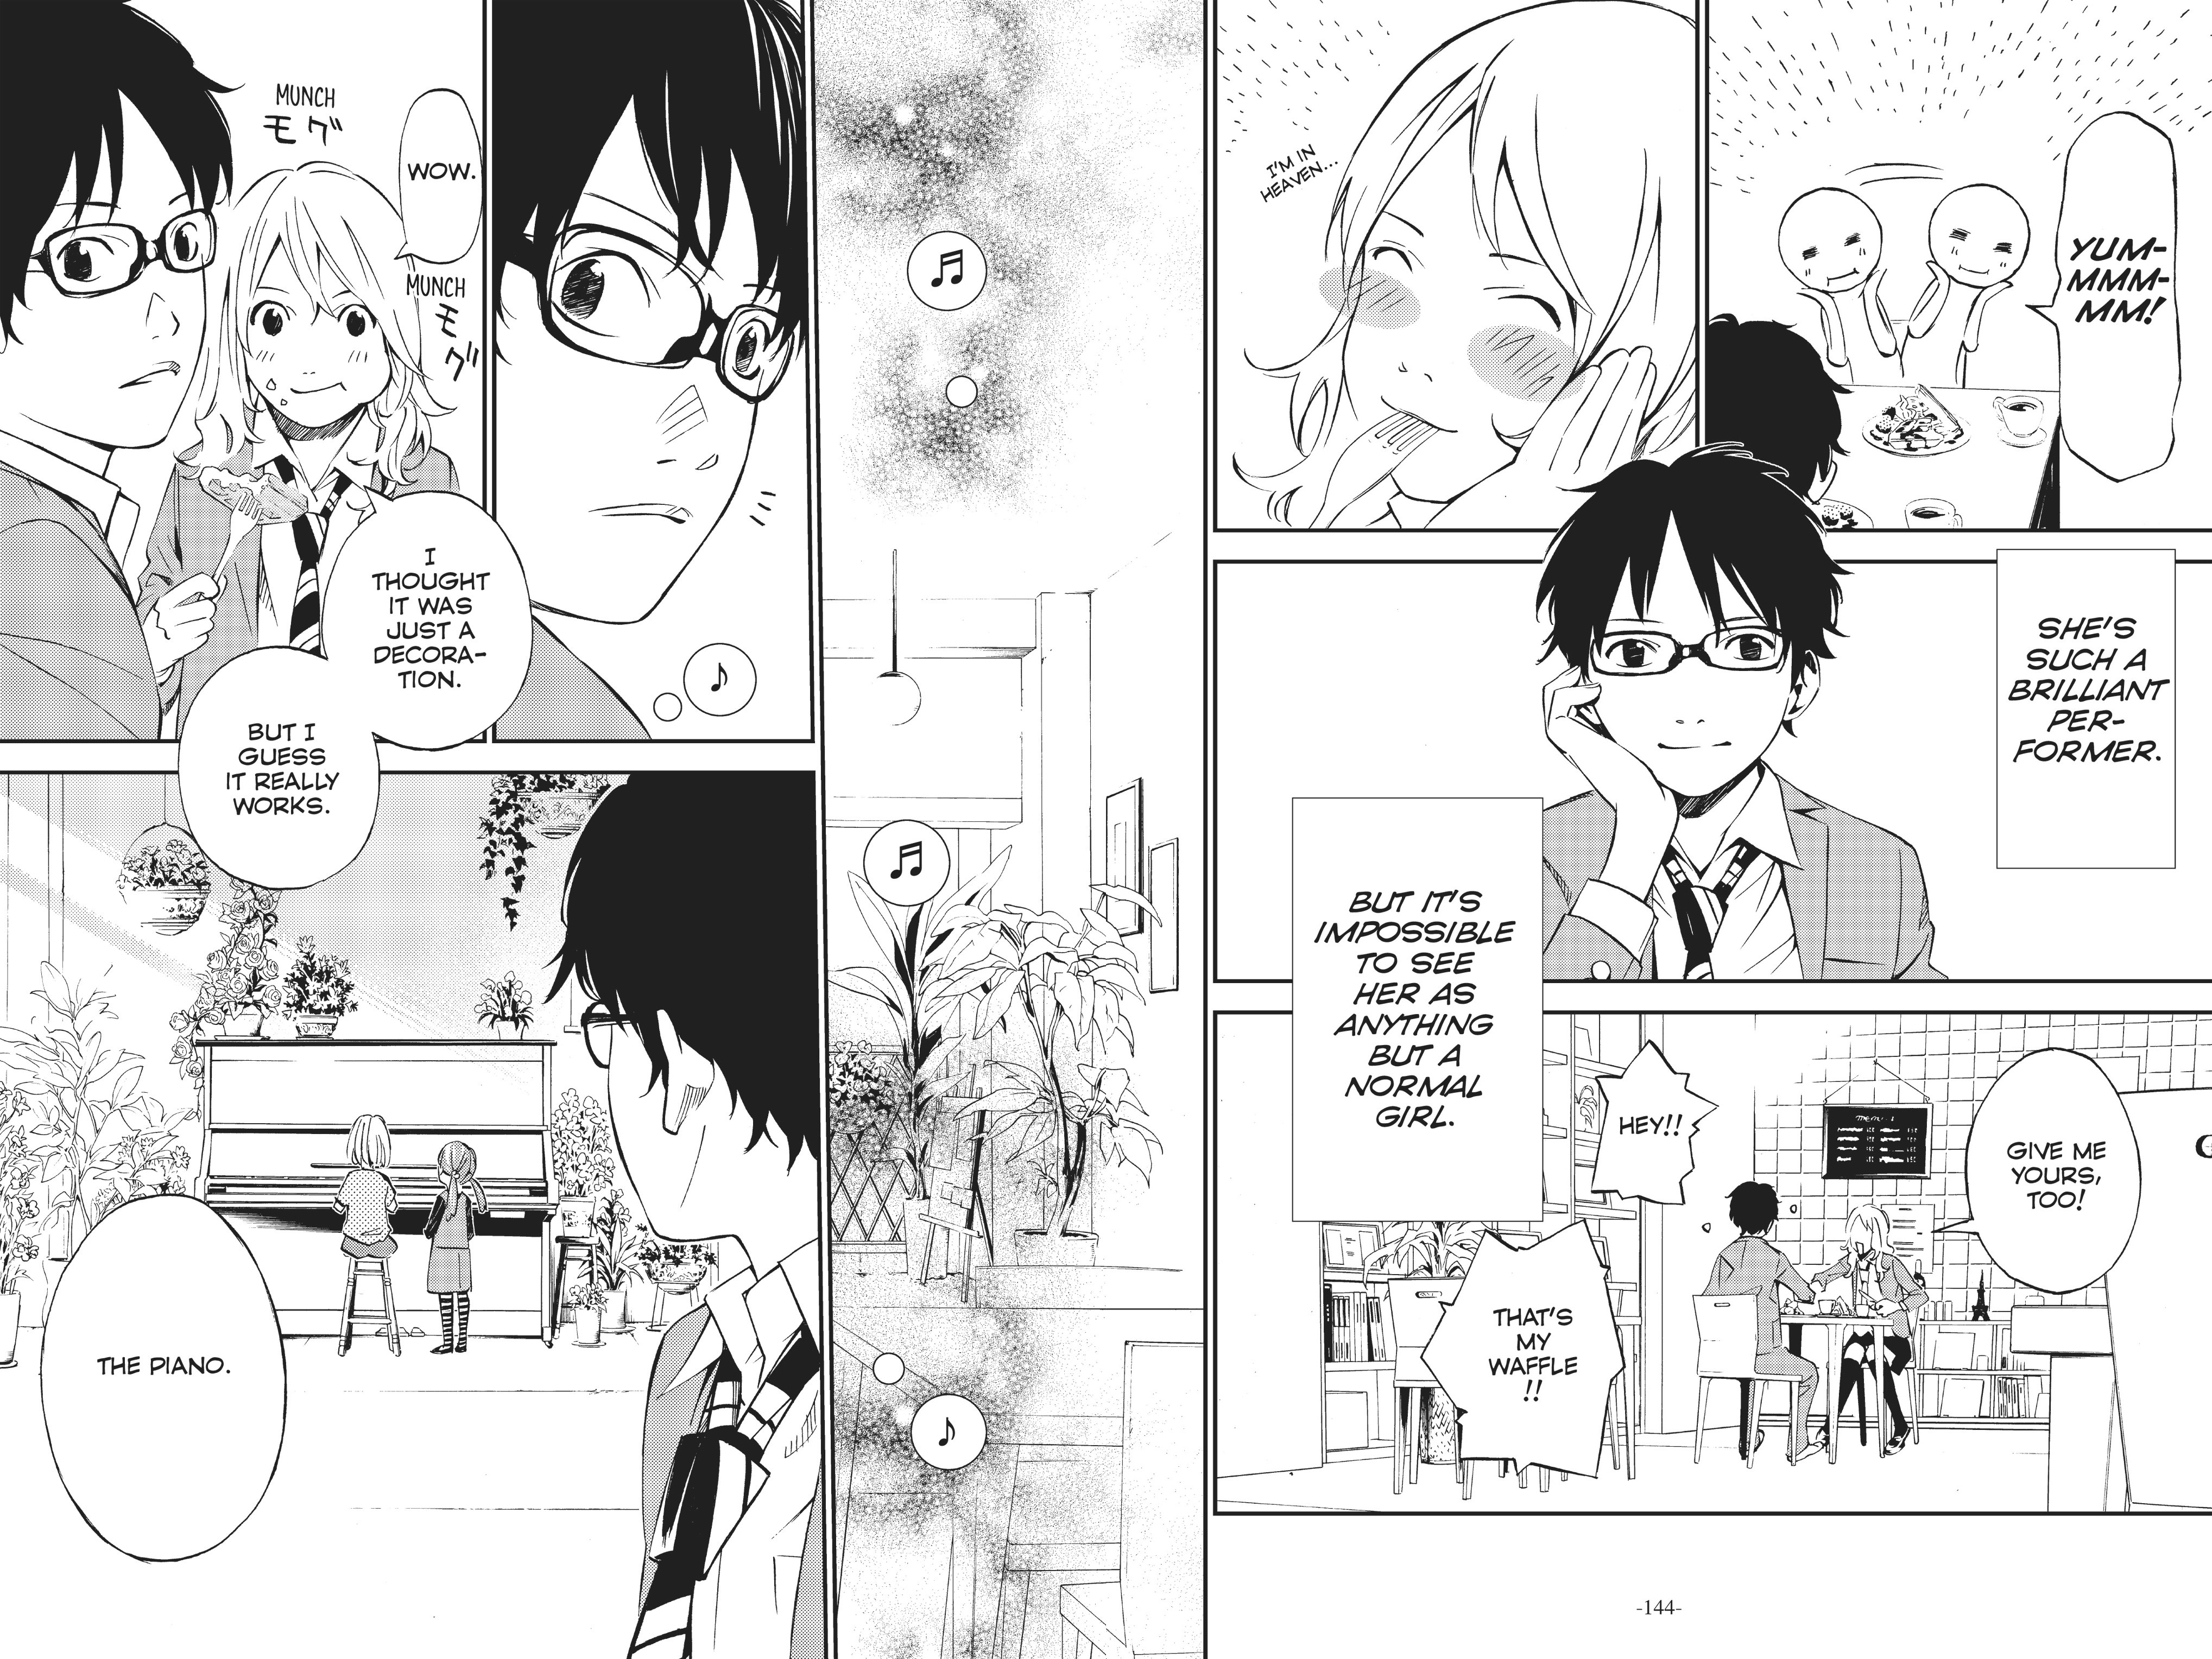 YUM-
MMM-
MM!
I'M IN
HEAVEN...
SHE'S
SUCH A
BRILLIANT
PER-
FORMER.
BUT IT'S
IMPOSSIBLE
TO SEE
HER AS
ANYTHING
BUT A
NORMAL
GIRL.
GIVE ME
YOURS,
TOO!
HEY!!
MENU
THAT'S
MY
WAFFLE
!!
-144-
WOW.
MUNCH
モグ
MUNCH
モグ
I
THOUGHT
IT WAS
JUST A
DECORA-
TION.
BUT I
GUESS
IT REALLY
WORKS.
THE PIANO.